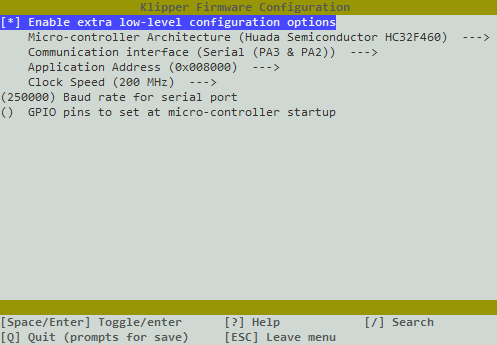 Klipper Firmware Configuration
[*] Enable extra low-level configuration options
Micro-controller Architecture (Huada Semiconductor HC32F460)  --->
Communication interface (Serial (PA3 & PA2))  --->
Application Address (0x008000)  --->
Clock Speed (200 MHz)  --->
(250000) Baud rate for serial port
()  GPIO pins to set at micro-controller startup
[Space/Enter] Toggle/enter      [?] Help            [/] Search
[Q] Quit (prompts for save)     [ESC] Leave menu